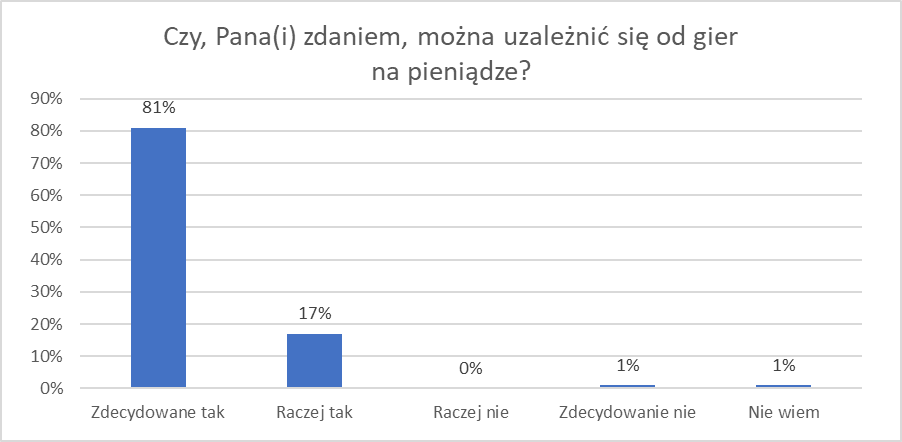 Czy, Pana(i) zdaniem, można uzależnić się od gier
na pieniądze?
90%
80%
70%
60%
50%
40%
30%
20%
10%
0%
81%
17%
0%
1%
1%
Zdecydowane tak
Raczej tak
Raczej nie
Zdecydowanie nie
Nie wiem